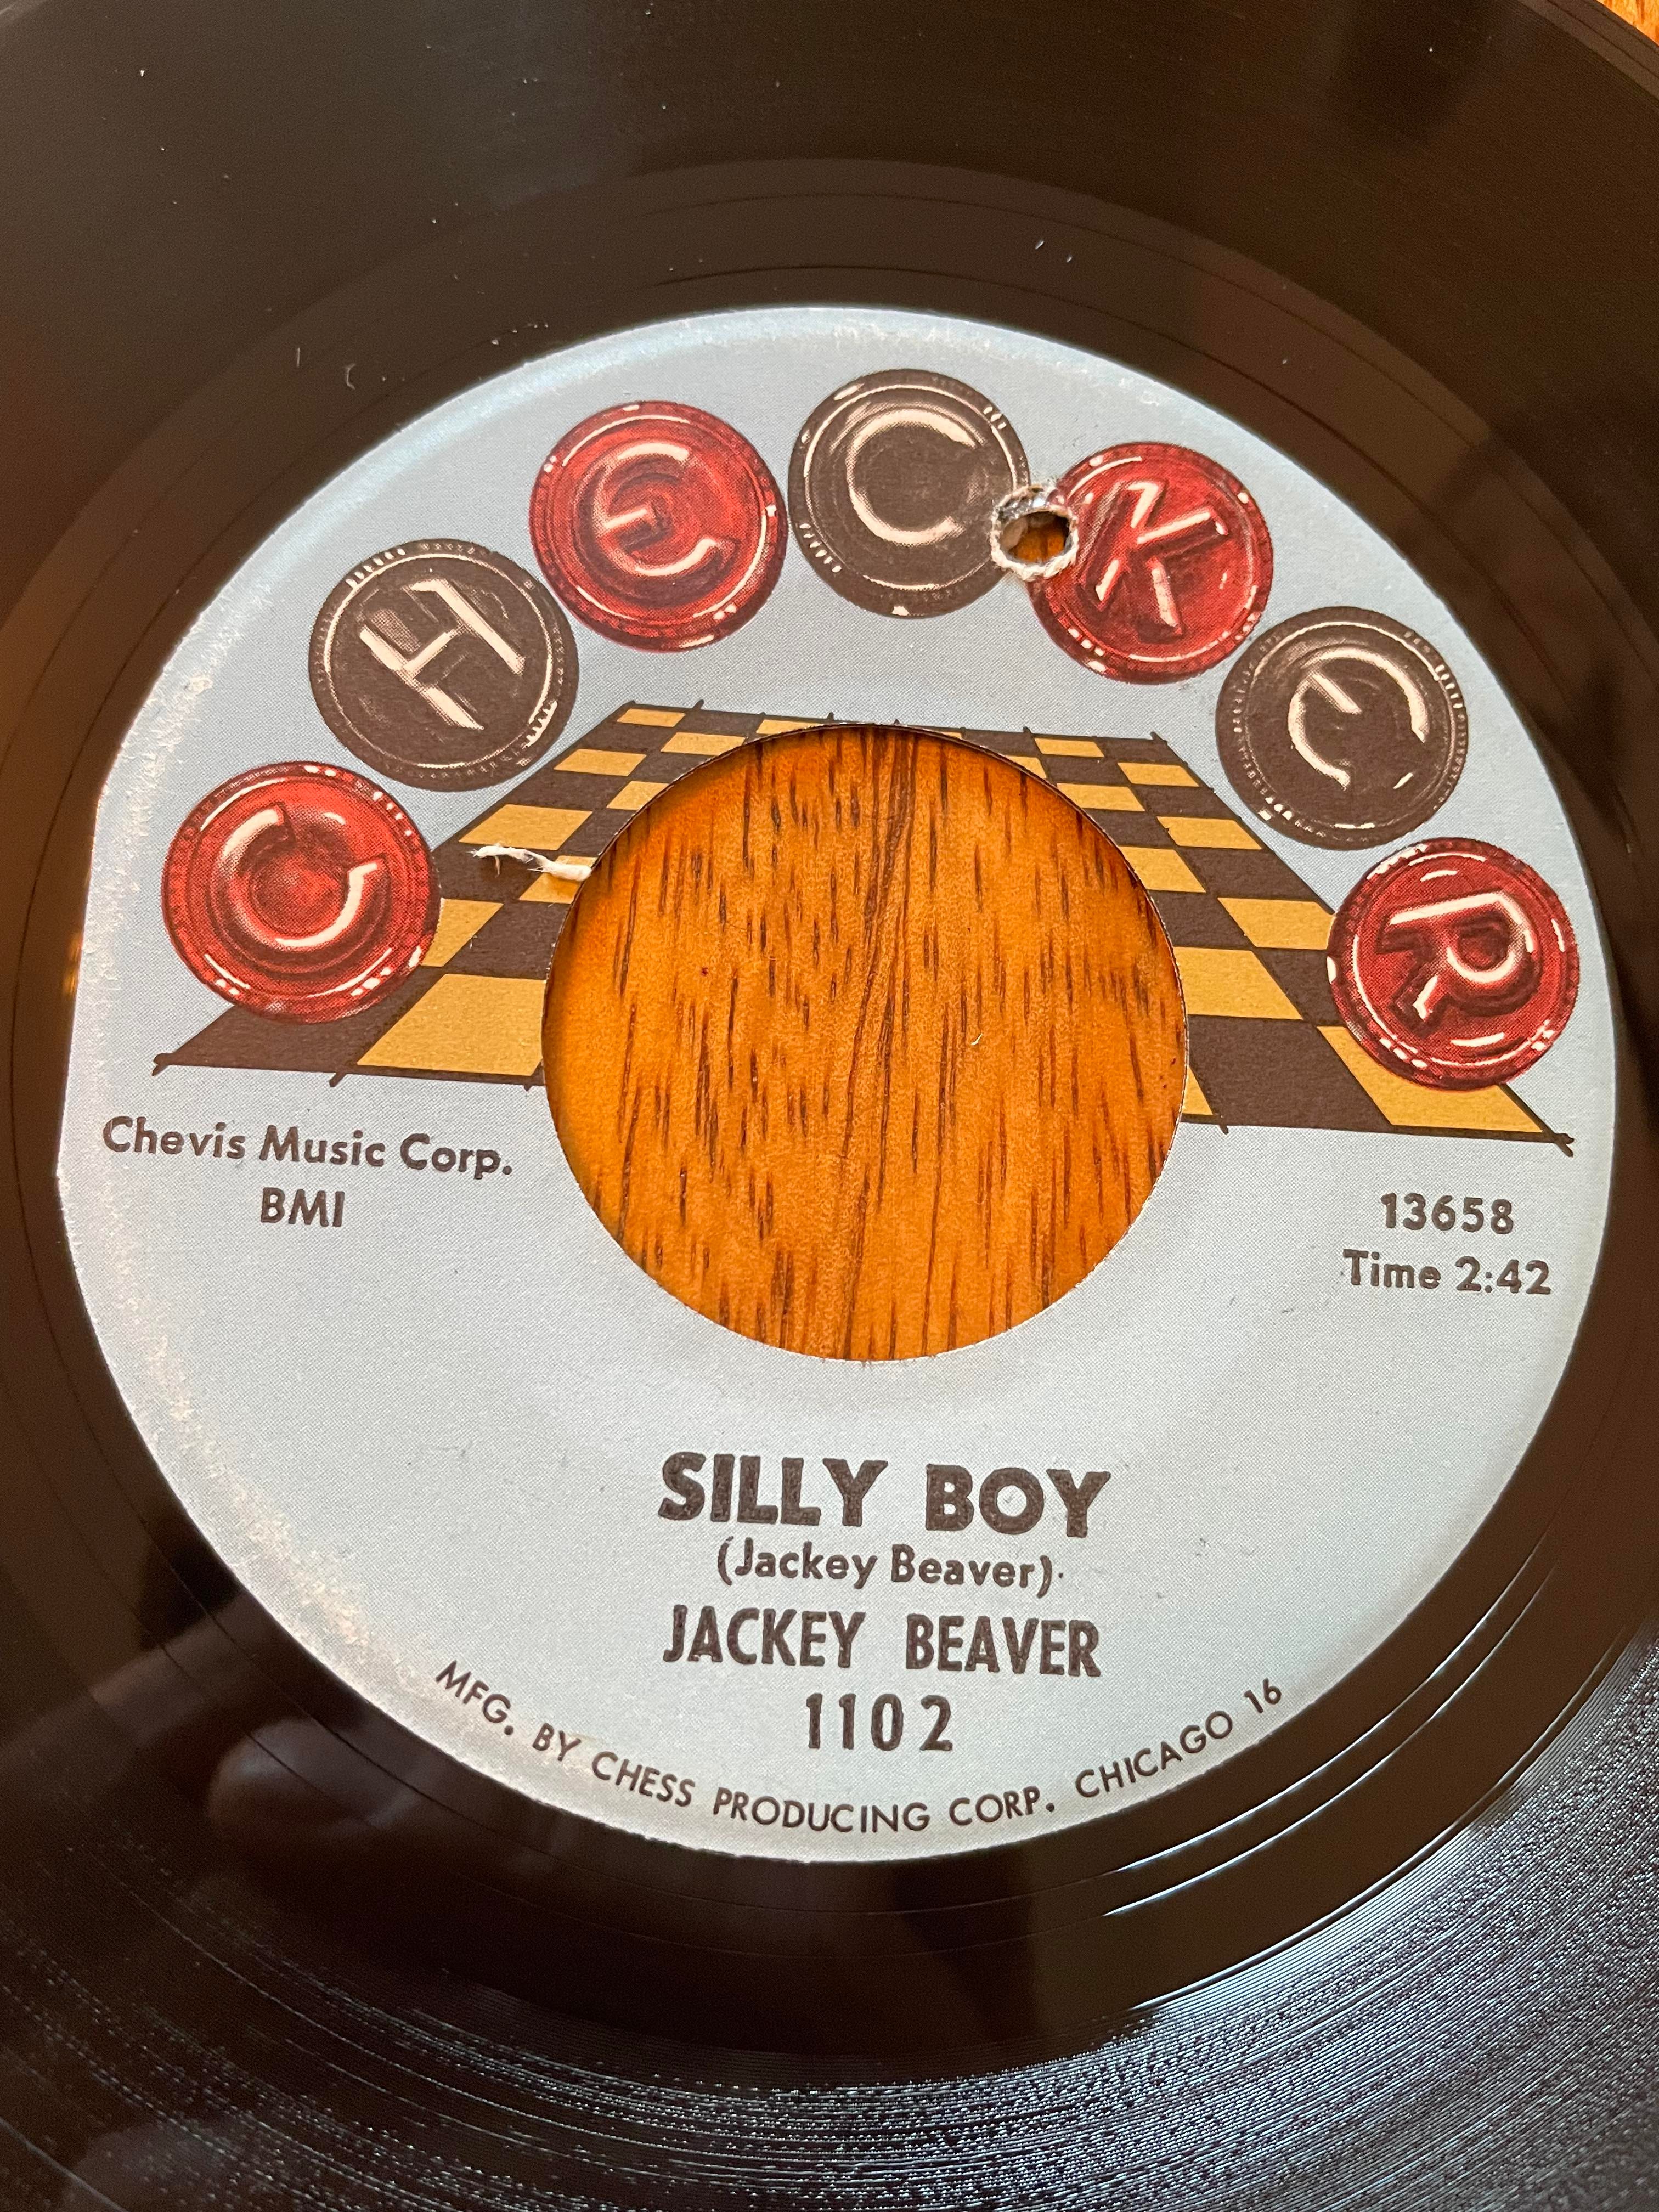 CHECKER
Chevis Music Corp.
BMI
13658
Time 2:42
SILLY BOY
(Jackey Beaver)
JACKEY BEAVER
1102
MFG. BY CHESS PRODUCING CORP. CHICAGO 16